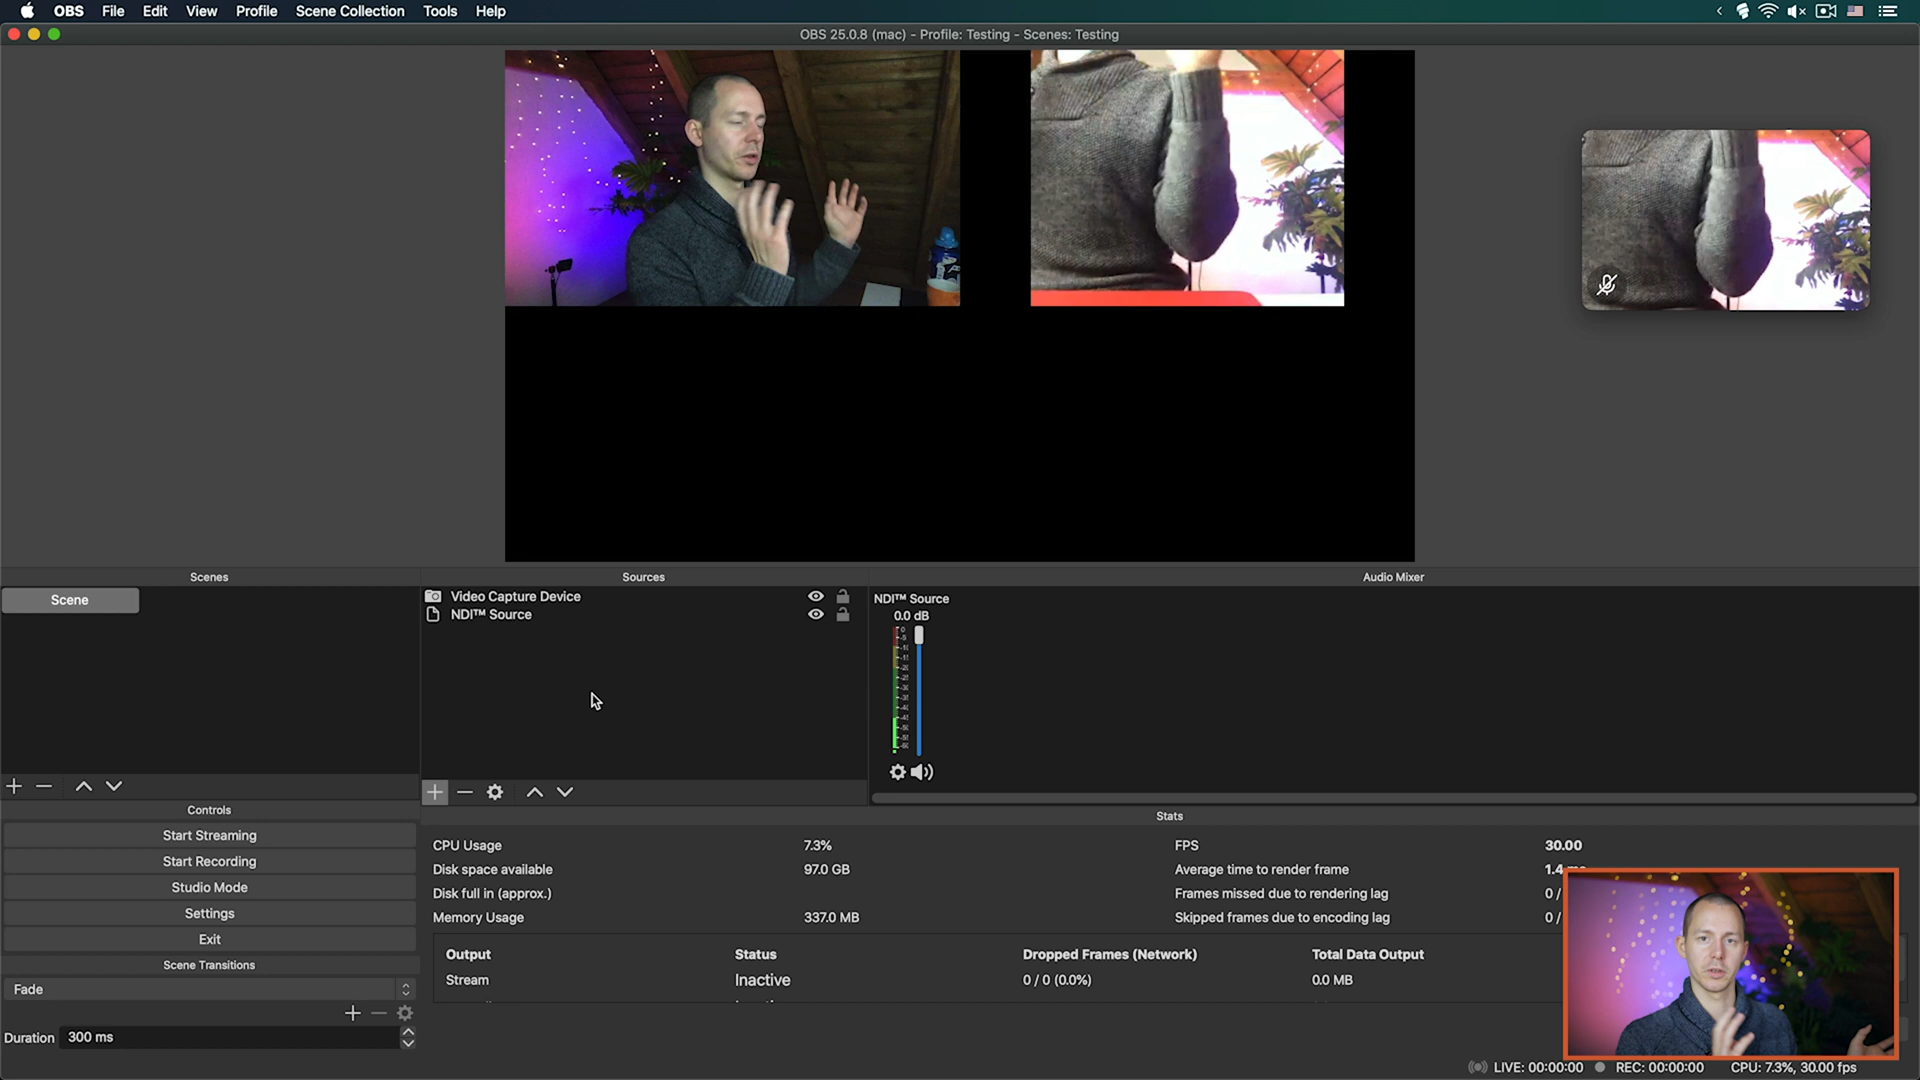 OBS File Edit View Profile Scene Collection Tools Help
OBS 25.0.8 (mac) - Profile: Testing - Scenes: Testing
Scenes
Sources
Audio Mixer
Scene
Video Capture Device
NDI™ Source
NDI™ Source
0.0 dB
Controls
Start Streaming
Start Recording
Studio Mode
Settings
Exit
Scene Transitions
Fade
Duration 300 ms
Stats
CPU Usage 7.3%
Disk space available 97.0 GB
Disk full in (approx.)
Memory Usage 337.0 MB
FPS 30.00
Average time to render frame 1.4
Frames missed due to rendering lag 0 /
Skipped frames due to encoding lag 0 /
Output Status Dropped Frames (Network) Total Data Output
Stream Inactive 0 / 0 (0.0%) 0.0 MB
LIVE: 00:00:00 REC: 00:00:00 CPU: 7.3%, 30.00 fps